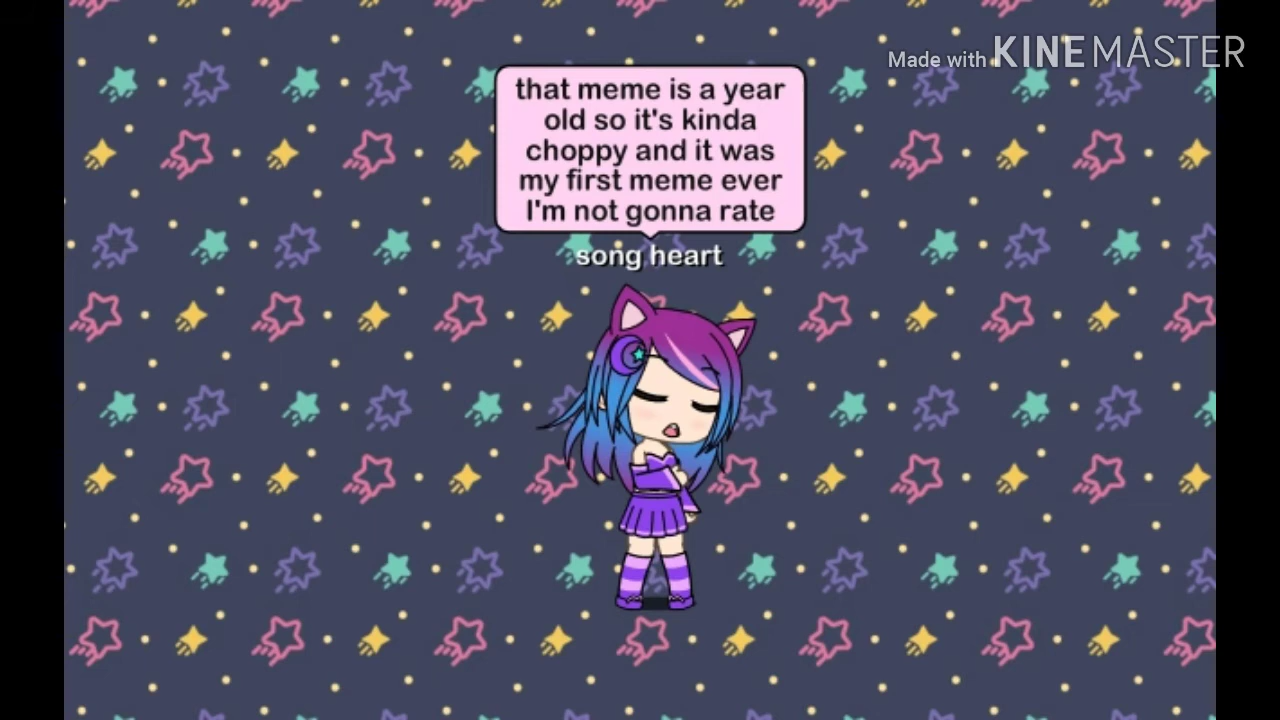 Made with KINEMASTER
that meme is a year
old so it's kinda
choppy and it was
my first meme ever
I'm not gonna rate
song heart